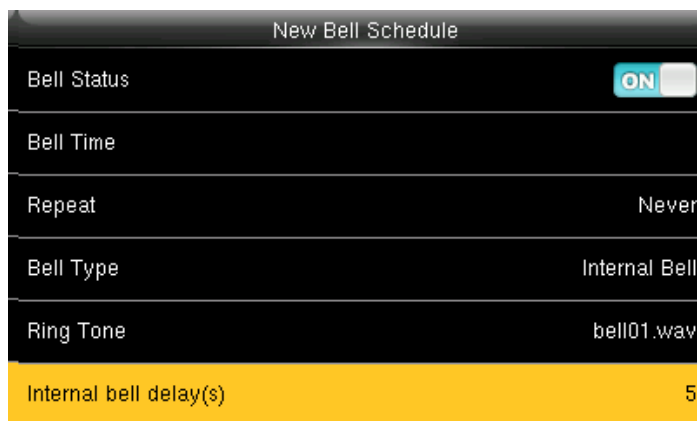 New Bell Schedule
Bell Status ON
Bell Time
Repeat Never
Bell Type Internal Bell
Ring Tone bell01.wav
Internal bell delay(s) 5